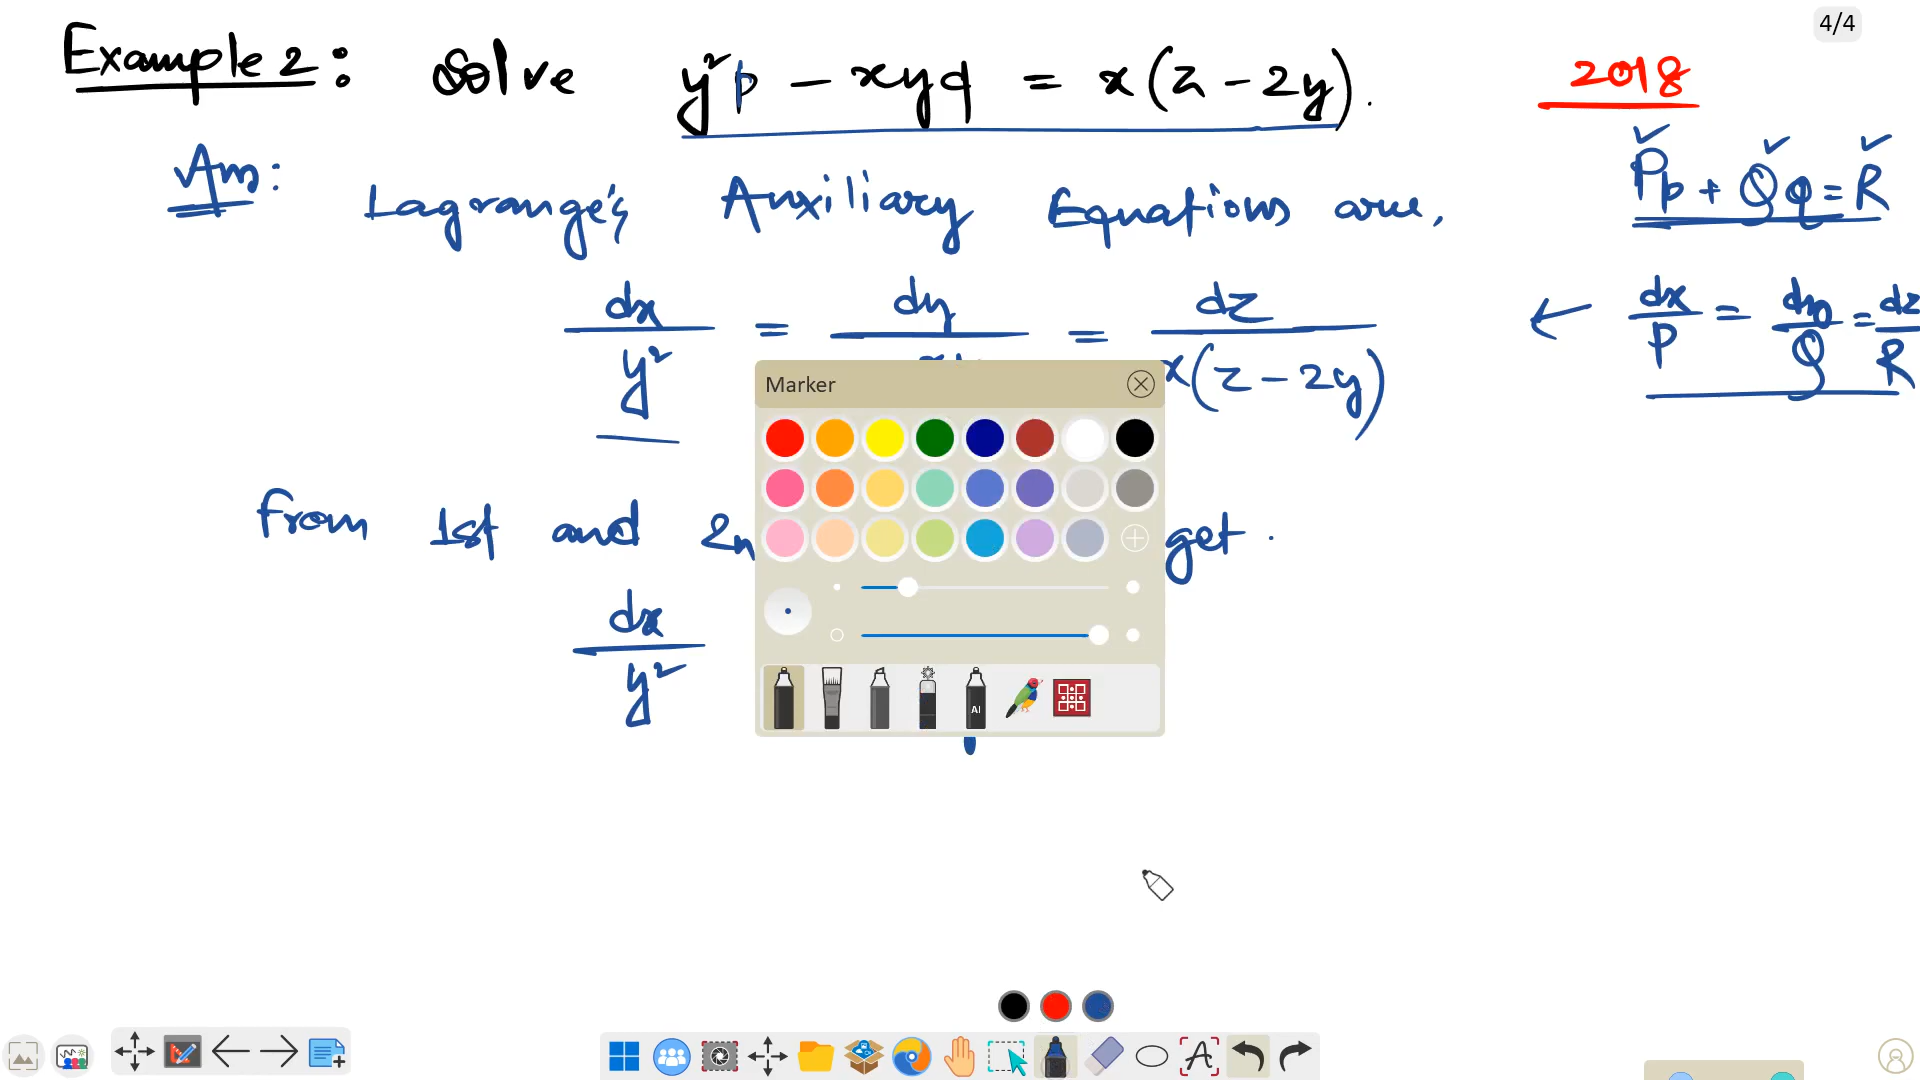 4/4
Example 2: Solve y²p - xyq = x(z - 2y).
2018
Ans:
Pp + Qq = R
Lagrange's Auxiliary Equations are,
dx/y² = dy/ = dz/x(z - 2y)
← dx/P = dy/Q = dz/R
Marker
From 1st and get.
dx/y²
AI
A